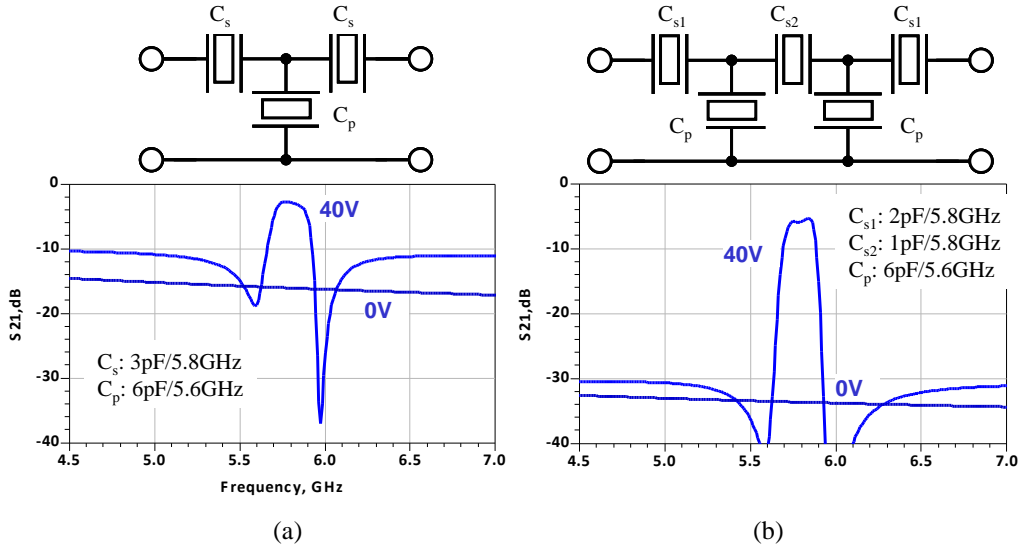 Cs Cs
Cp
0
-10
-20
-30
-40
S21,dB
40V
0V
Cs: 3pF/5.8GHz
Cp: 6pF/5.6GHz
4.5 5.0 5.5 6.0 6.5 7.0
Frequency, GHz
(a)
Cs1 Cs2 Cs1
Cp Cp
0
-10
-20
-30
-40
S21,dB
40V
0V
Cs1: 2pF/5.8GHz
Cs2: 1pF/5.8GHz
Cp: 6pF/5.6GHz
4.5 5.0 5.5 6.0 6.5 7.0
(b)